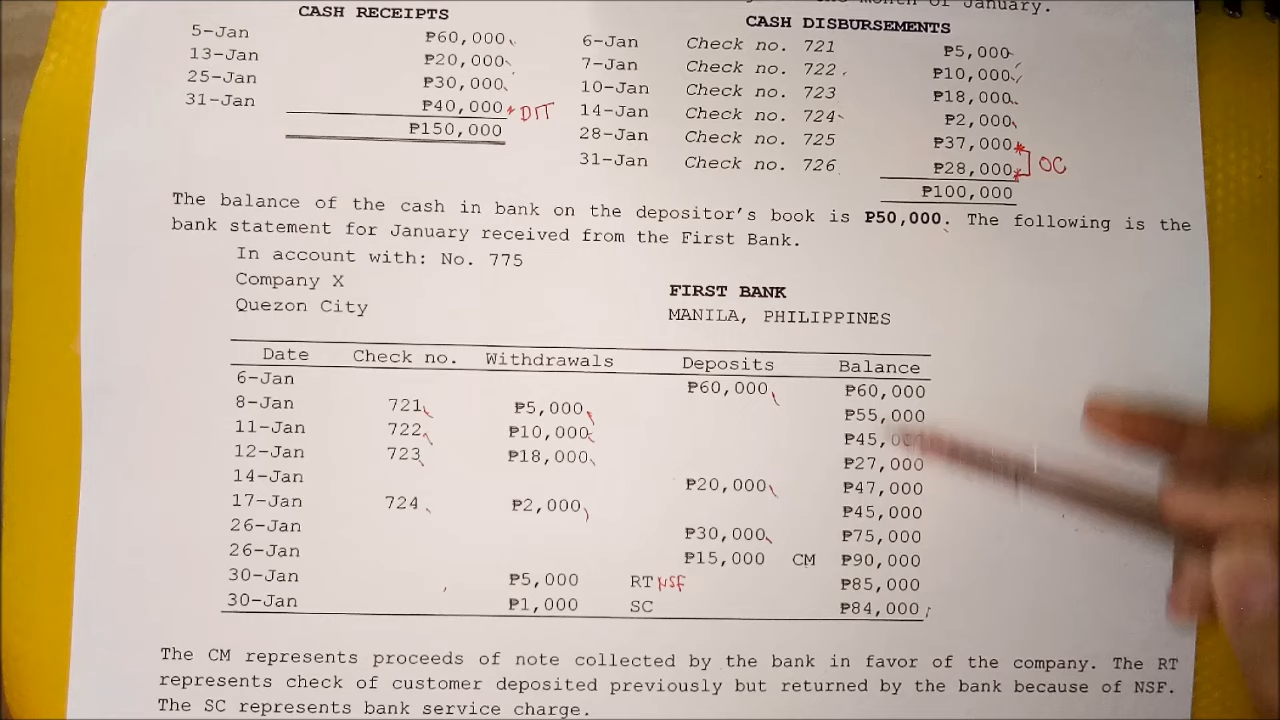 month of January.
CASH RECEIPTS CASH DISBURSEMENTS
5-Jan ₱60,000 6-Jan Check no. 721 ₱5,000
13-Jan ₱20,000 7-Jan Check no. 722 ₱10,000
25-Jan ₱30,000 10-Jan Check no. 723 ₱18,000
31-Jan ₱40,000 DIT 14-Jan Check no. 724 ₱2,000
₱150,000 28-Jan Check no. 725 ₱37,000
31-Jan Check no. 726 ₱28,000 OC
₱100,000
The balance of the cash in bank on the depositor's book is ₱50,000. The following is the
bank statement for January received from the First Bank.
In account with: No. 775
Company X FIRST BANK
Quezon City MANILA, PHILIPPINES
Date Check no. Withdrawals Deposits Balance
6-Jan ₱60,000 ₱60,000
8-Jan 721 ₱5,000 ₱55,000
11-Jan 722 ₱10,000 ₱45,000
12-Jan 723 ₱18,000 ₱27,000
14-Jan ₱20,000 ₱47,000
17-Jan 724 ₱2,000 ₱45,000
26-Jan ₱30,000 ₱75,000
26-Jan ₱15,000 CM ₱90,000
30-Jan ₱5,000 RT NSF ₱85,000
30-Jan ₱1,000 SC ₱84,000
The CM represents proceeds of note collected by the bank in favor of the company. The RT
represents check of customer deposited previously but returned by the bank because of NSF.
The SC represents bank service charge.